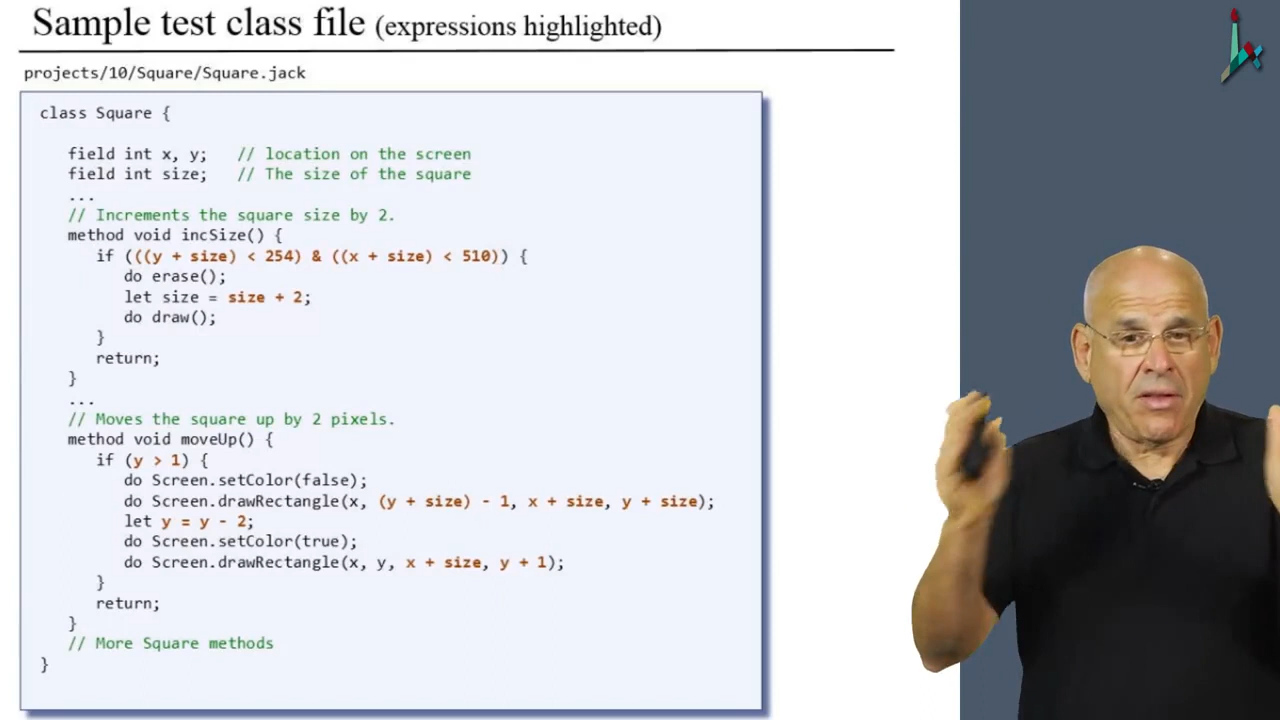 Sample test class file (expressions highlighted)
projects/10/Square/Square.jack
class Square {
field int x, y; // location on the screen
field int size; // The size of the square
...
// Increments the square size by 2.
method void incSize() {
if (((y + size) < 254) & ((x + size) < 510)) {
do erase();
let size = size + 2;
do draw();
}
return;
}
...
// Moves the square up by 2 pixels.
method void moveUp() {
if (y > 1) {
do Screen.setColor(false);
do Screen.drawRectangle(x, (y + size) - 1, x + size, y + size);
let y = y - 2;
do Screen.setColor(true);
do Screen.drawRectangle(x, y, x + size, y + 1);
}
return;
}
// More Square methods
}